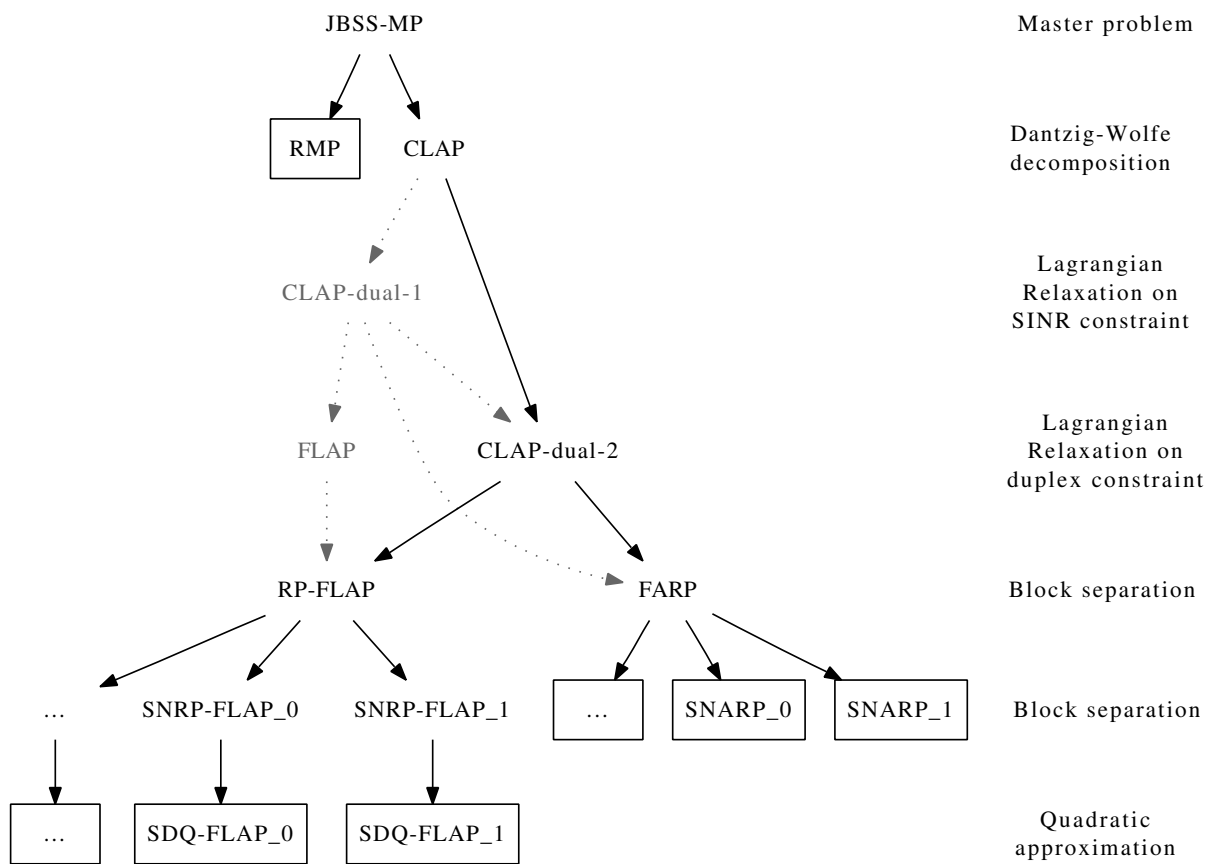 JBSS-MP
Master problem
RMP
CLAP
Dantzig-Wolfe
decomposition
CLAP-dual-1
Lagrangian
Relaxation on
SINR constraint
FLAP
CLAP-dual-2
Lagrangian
Relaxation on
duplex constraint
RP-FLAP
FARP
Block separation
...
SNRP-FLAP_0
SNRP-FLAP_1
...
SNARP_0
SNARP_1
Block separation
...
SDQ-FLAP_0
SDQ-FLAP_1
Quadratic
approximation